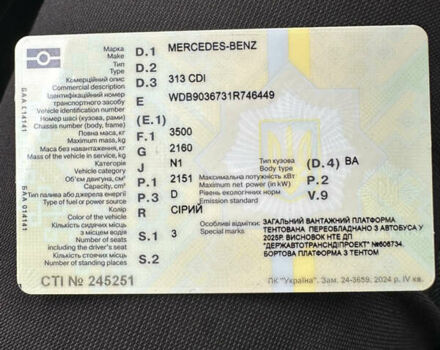 Марка
Make
D.1 MERCEDES-BENZ
Тип
Type
D.2
Комерційний опис
Commercial description
D.3 313 CDI
Ідентифікаційний номер
транспортного засобу
Vehicle identification number
E WDB9036731R746449
Номер шасі (кузова, рами)
Chassis number (body, frame)
(E.1)
Повна маса, кг
Maximum mass, kg
F.1 3500
Маса без навантаження, кг
Mass of the vehicle in service, kg
G 2160
Категорія
Vehicle category
J N1
Тип кузова
Body type
(D.4) BA
Об'єм двигуна, см³
Capacity, cm³
P.1 2151
Максимальна потужність кВт
Maximum net power (in kW)
P.2
Тип палива або джерела енергії
Type of fuel or power source
P.3 D
Рівень екологічних норм
Emission standard
V.9
Колір
Color of the vehicle
R СІРИЙ
Кількість сидячих місць
з місцем водія
Number of seats
including the driver
S.1 3
Кількість стоячих місць
Number of standing places
S.2
Особливі відмітки:
Special marks
ЗАГАЛЬНИЙ ВАНТАЖНИЙ ПЛАТФОРМА
ТЕНТОВАНА ПЕРЕОБЛАДНАНО З АВТОБУСА У
2025Р. ВИСНОВОК НТЕ ДП
"ДЕРЖАВТОТРАНСНДІПРОЕКТ" №606734.
БОРТОВА ПЛАТФОРМА З ТЕНТОМ
СТІ № 245251
ПК "Україна". Зам. 24-3659. 2024 р. IV кв.